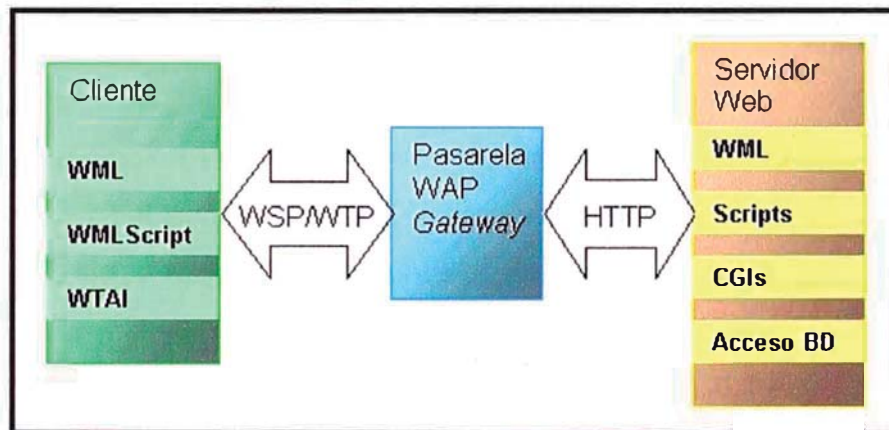 Cliente
WML
WMLScript
WTAI
WSP/WTP
Pasarela
WAP
Gateway
HTTP
Servidor
Web
WML
Scripts
CGIs
Acceso BD